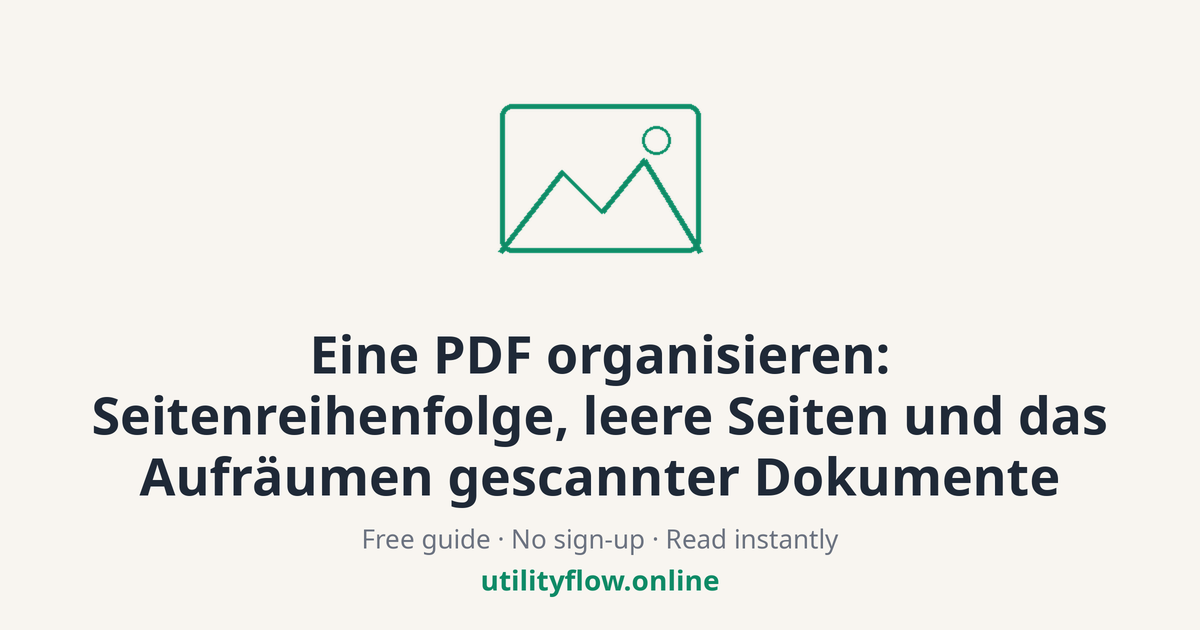 Eine PDF organisieren:
Seitenreihenfolge, leere Seiten und das
Aufräumen gescannter Dokumente
Free guide · No sign-up · Read instantly
utilityflow.online